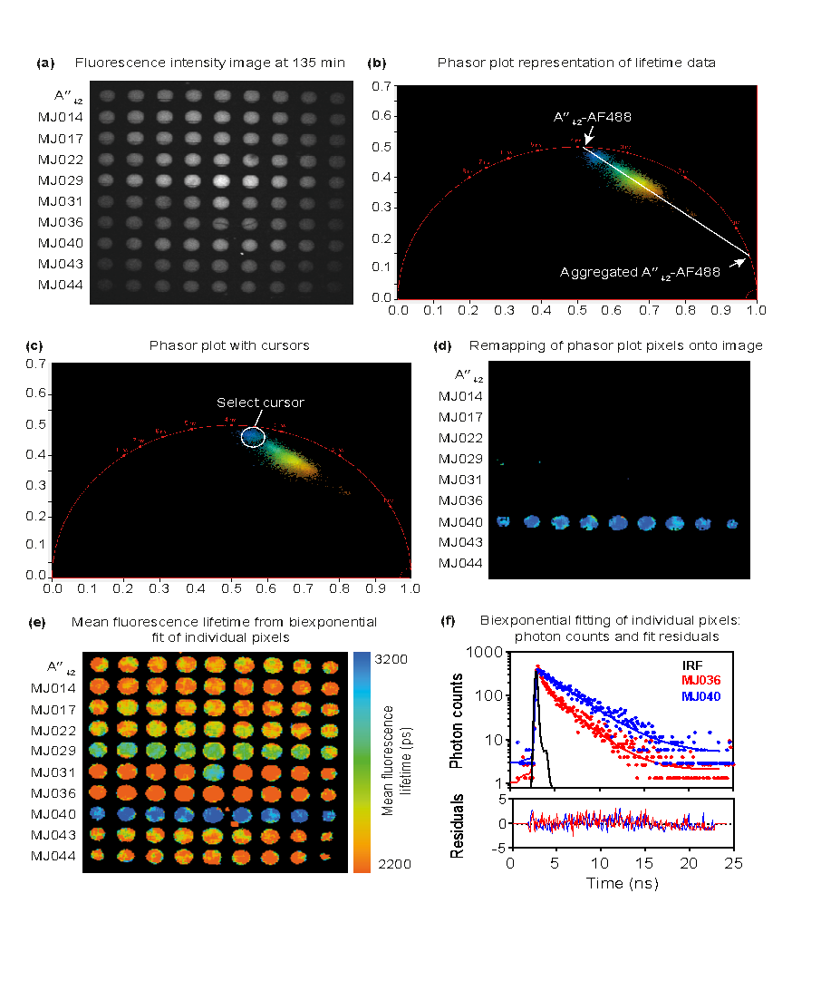 (a) Fluorescence intensity image at 135 min
A″↓2
MJ014
MJ017
MJ022
MJ029
MJ031
MJ036
MJ040
MJ043
MJ044
(b) Phasor plot representation of lifetime data
0.7
0.6
0.5
0.4
0.3
0.2
0.1
0.0
A″↓2-AF488
Aggregated A″↓2-AF488
0.0 0.1 0.2 0.3 0.4 0.5 0.6 0.7 0.8 0.9 1.0
(c) Phasor plot with cursors
0.7
0.6
0.5
0.4
0.3
0.2
0.1
0.0
Select cursor
0.0 0.1 0.2 0.3 0.4 0.5 0.6 0.7 0.8 0.9 1.0
(d) Remapping of phasor plot pixels onto image
A″↓2
MJ014
MJ017
MJ022
MJ029
MJ031
MJ036
MJ040
MJ043
MJ044
(e) Mean fluorescence lifetime from biexponential
fit of individual pixels
A″↓2
MJ014
MJ017
MJ022
MJ029
MJ031
MJ036
MJ040
MJ043
MJ044
3200
2200
Mean fluorescence
lifetime (ps)
(f) Biexponential fitting of individual pixels:
photon counts and fit residuals
1000
100
10
1
Photon counts
IRF
MJ036
MJ040
5
0
−5
Residuals
0 5 10 15 20 25
Time (ns)